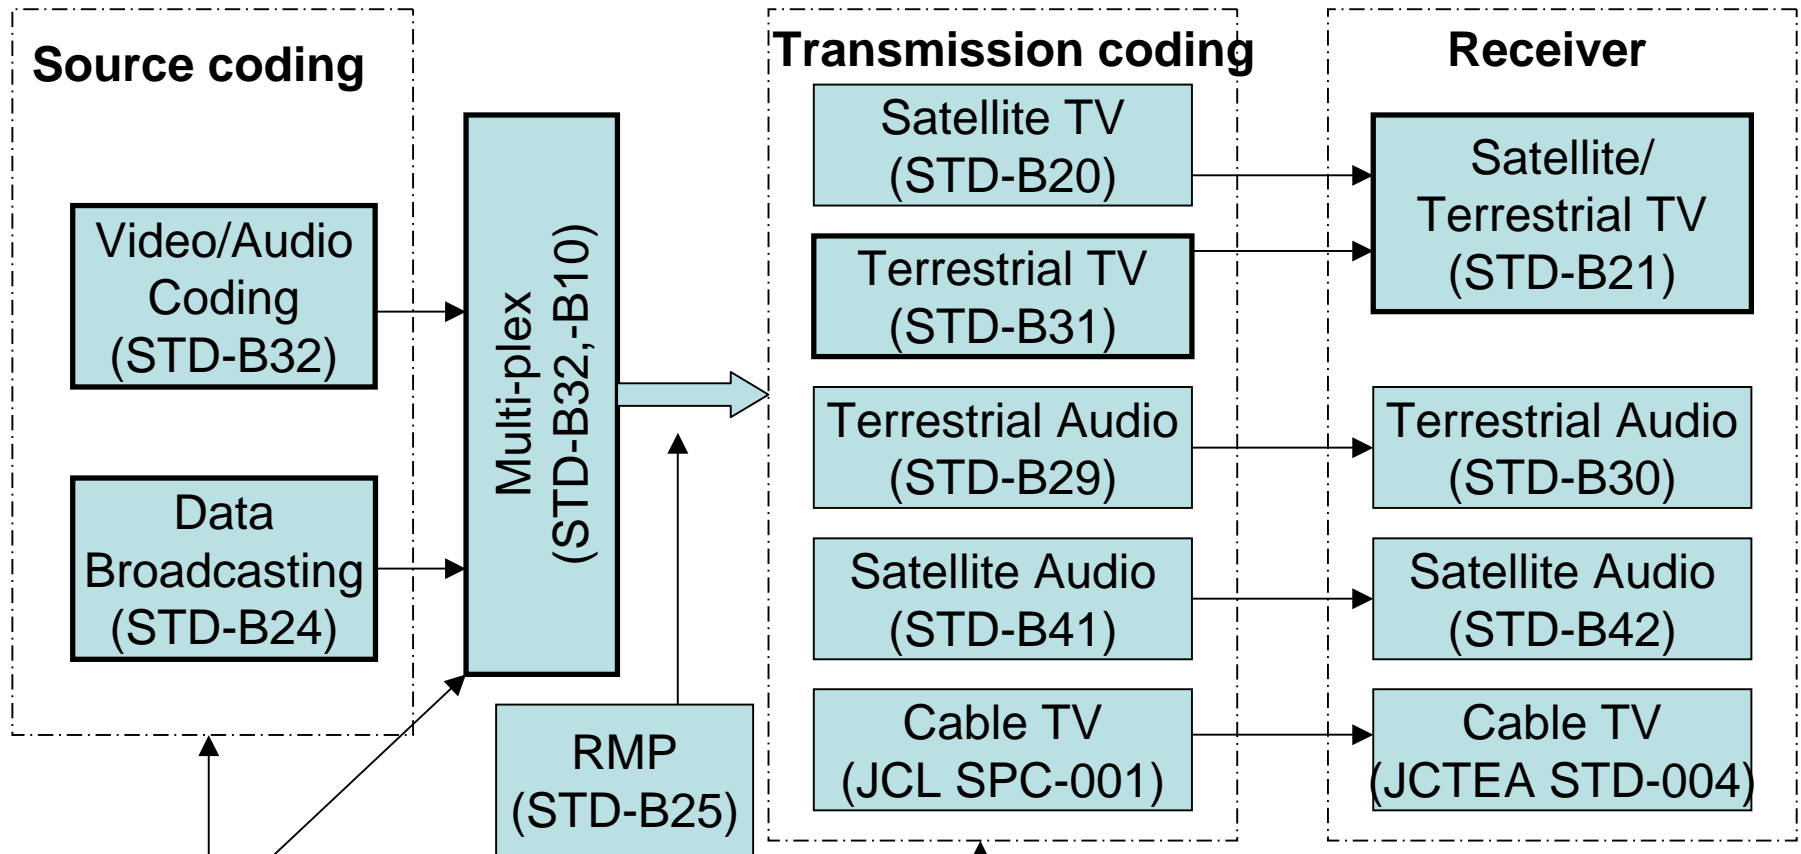 Source coding
Video/Audio
Coding
(STD-B32)
Data
Broadcasting
(STD-B24)
Multi-plex
(STD-B32,-B10)
RMP
(STD-B25)
Transmission coding
Satellite TV
(STD-B20)
Terrestrial TV
(STD-B31)
Terrestrial Audio
(STD-B29)
Satellite Audio
(STD-B41)
Cable TV
(JCL SPC-001)
Receiver
Satellite/
Terrestrial TV
(STD-B21)
Terrestrial Audio
(STD-B30)
Satellite Audio
(STD-B42)
Cable TV
(JCTEA STD-004)